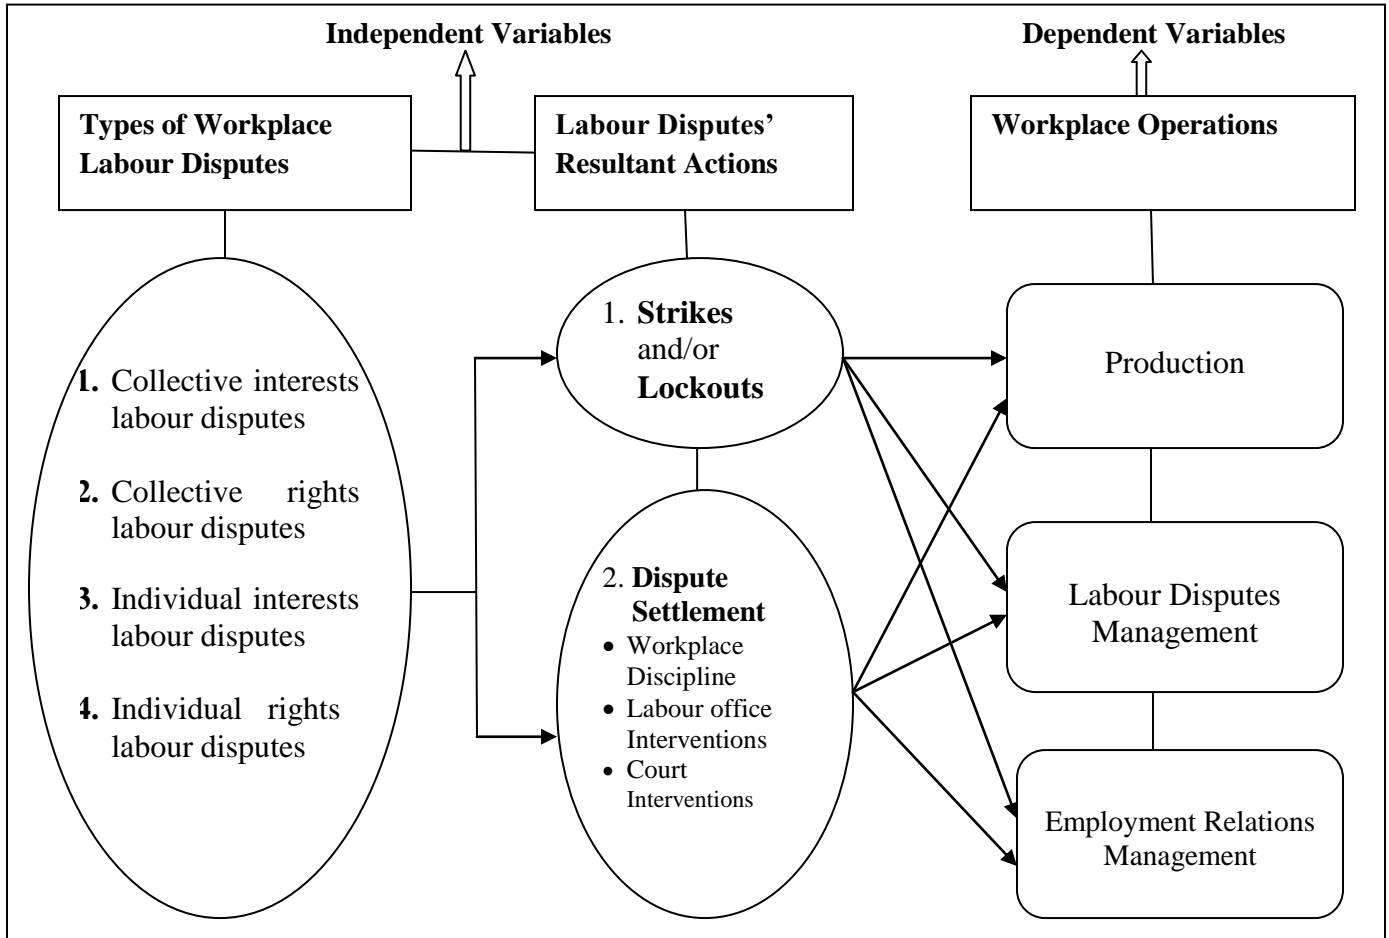 Independent Variables
Dependent Variables
Types of Workplace
Labour Disputes
Labour Disputes’
Resultant Actions
Workplace Operations
1. Collective interests
labour disputes
2. Collective rights
labour disputes
3. Individual interests
labour disputes
4. Individual rights
labour disputes
1. Strikes
and/or
Lockouts
2. Dispute
Settlement
• Workplace
Discipline
• Labour office
Interventions
• Court
Interventions
Production
Labour Disputes
Management
Employment Relations
Management